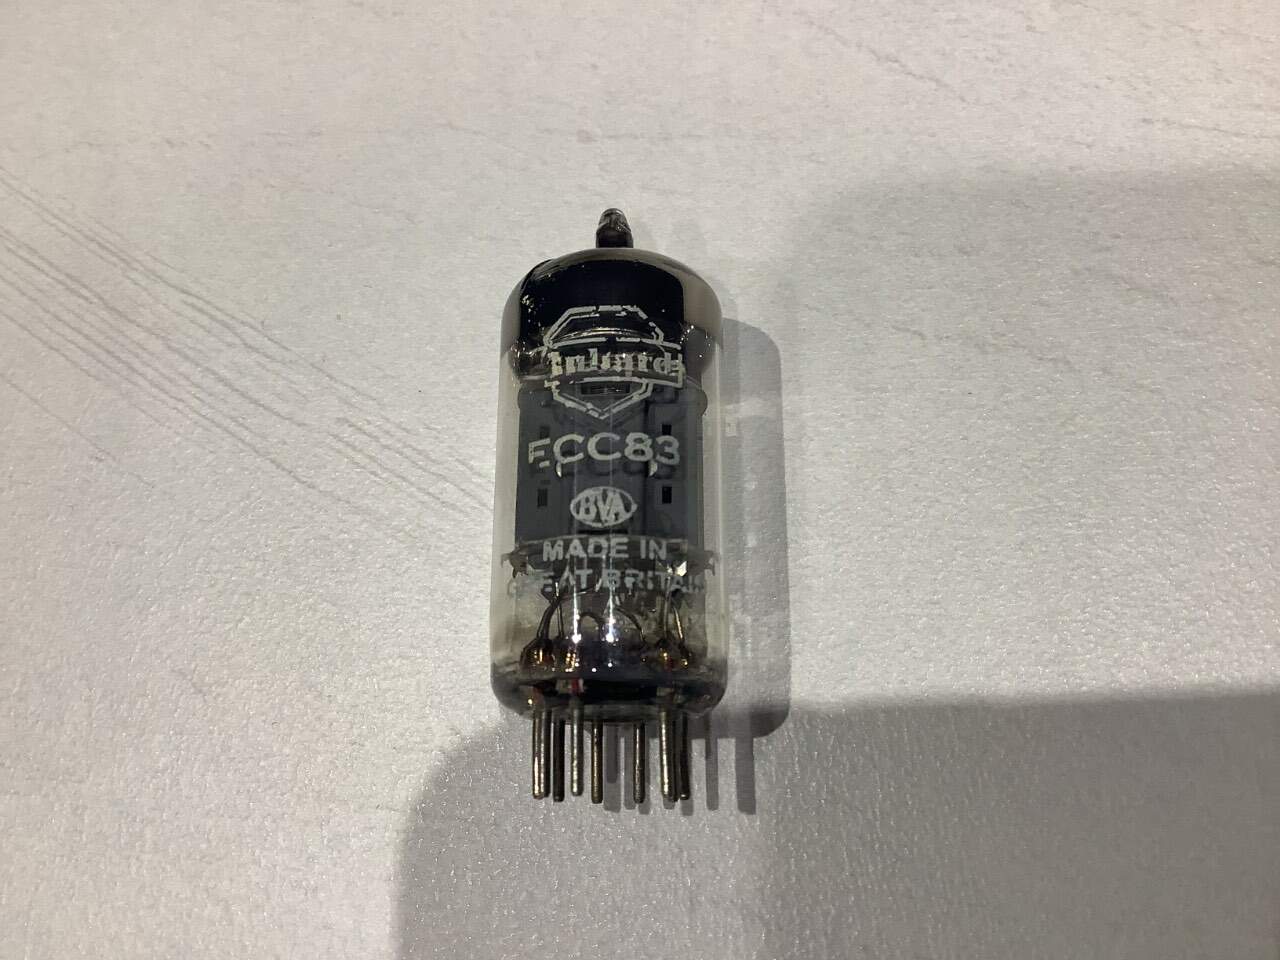 Mullard
ECC83
BVA
MADE IN
GREAT BRITAIN